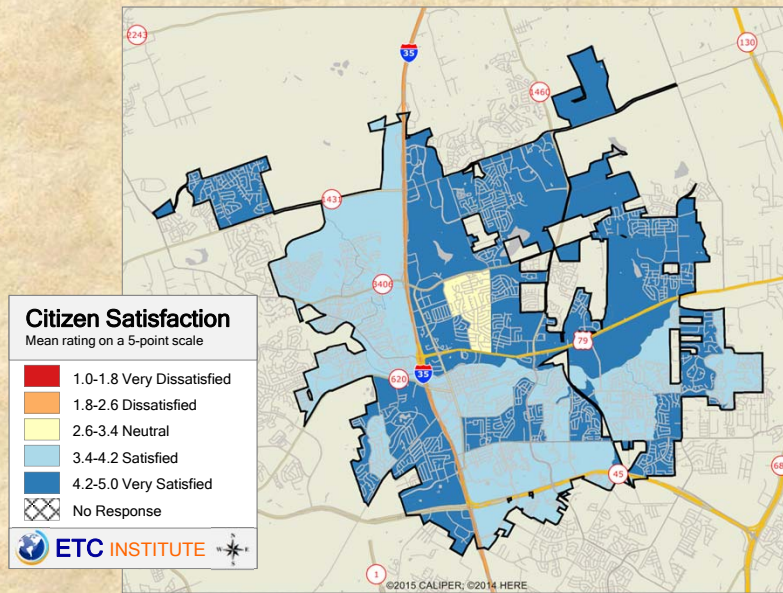 2243
35
130
1460
1431
3406
Citizen Satisfaction
Mean rating on a 5-point scale
1.0-1.8 Very Dissatisfied
1.8-2.6 Dissatisfied
2.6-3.4 Neutral
3.4-4.2 Satisfied
4.2-5.0 Very Satisfied
No Response
ETC INSTITUTE
N
W E
S
79
620
35
45
68
1
©2015 CALIPER; ©2014 HERE